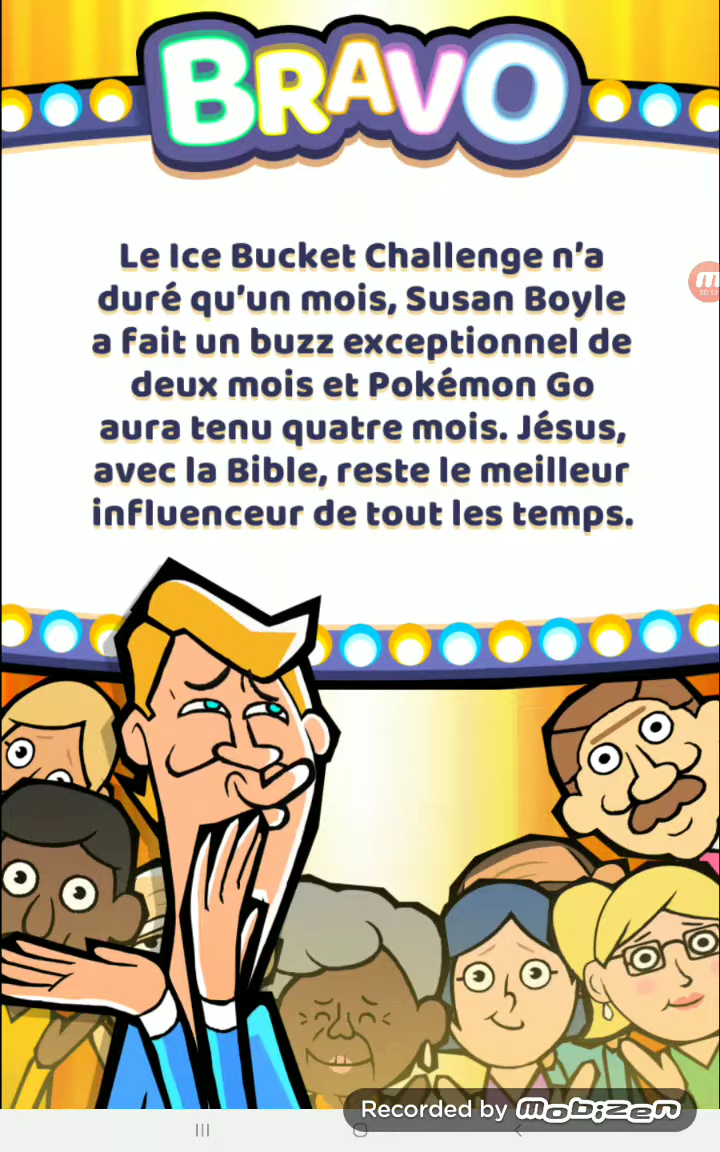 BRAVO
Le Ice Bucket Challenge n'a
duré qu'un mois, Susan Boyle
a fait un buzz exceptionnel de
deux mois et Pokémon Go
aura tenu quatre mois. Jésus,
avec la Bible, reste le meilleur
influenceur de tout les temps.
Recorded by mobizen